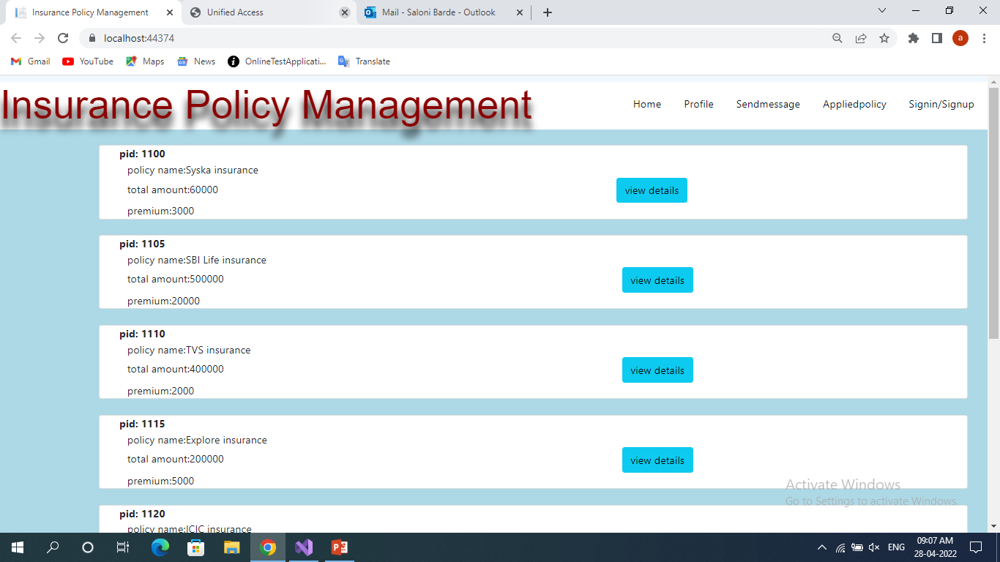 Insurance Policy Management
Unified Access
Mail - Saloni Barde - Outlook
localhost:44374
a
Gmail
YouTube
Maps
News
OnlineTestApplicati...
Translate
Insurance Policy Management
Home
Profile
Sendmessage
Appliedpolicy
Signin/Signup
pid: 1100
policy name:Syska insurance
total amount:60000
view details
premium:3000
pid: 1105
policy name:SBI Life insurance
total amount:500000
view details
premium:20000
pid: 1110
policy name:TVS insurance
total amount:400000
view details
premium:2000
pid: 1115
policy name:Explore insurance
total amount:200000
view details
premium:5000
Activate Windows
Go to Settings to activate Windows.
pid: 1120
policy name:ICIC insurance
ENG
09:07 AM
28-04-2022